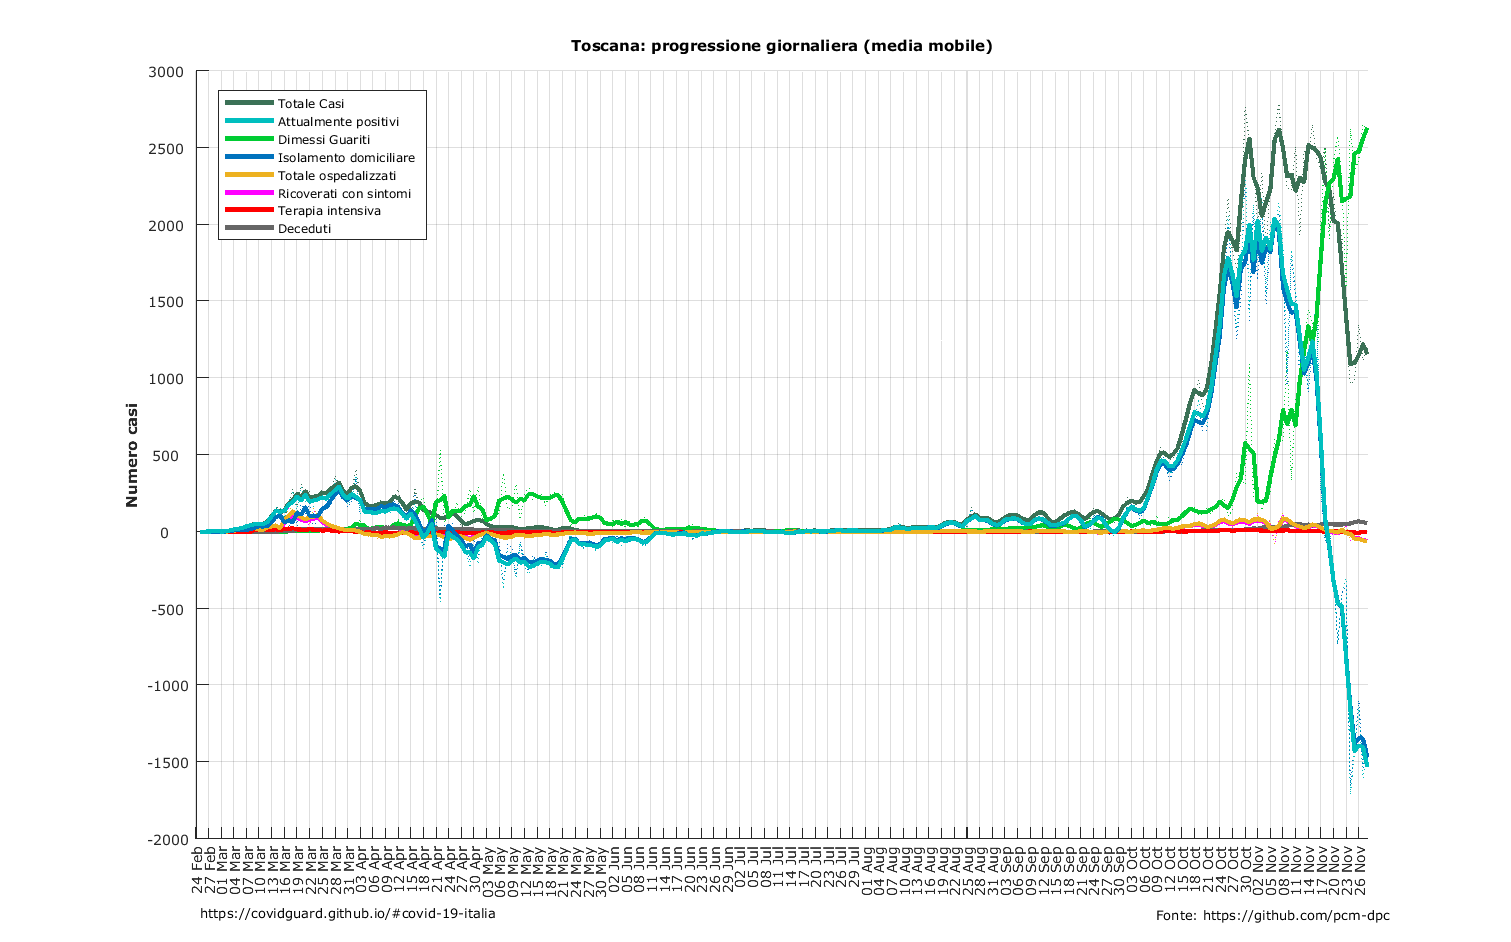 Toscana: progressione giornaliera (media mobile)
3000
2500
2000
1500
1000
500
0
-500
-1000
-1500
-2000
Numero casi
Totale Casi
Attualmente positivi
Dimessi Guariti
Isolamento domiciliare
Totale ospedalizzati
Ricoverati con sintomi
Terapia intensiva
Deceduti
24 Feb
27 Feb
01 Mar
04 Mar
07 Mar
10 Mar
13 Mar
16 Mar
19 Mar
22 Mar
25 Mar
28 Mar
31 Mar
03 Apr
06 Apr
09 Apr
12 Apr
15 Apr
18 Apr
21 Apr
24 Apr
27 Apr
30 Apr
03 May
06 May
09 May
12 May
15 May
18 May
21 May
24 May
27 May
30 May
02 Jun
05 Jun
08 Jun
11 Jun
14 Jun
17 Jun
20 Jun
23 Jun
26 Jun
29 Jun
02 Jul
05 Jul
08 Jul
11 Jul
14 Jul
17 Jul
20 Jul
23 Jul
26 Jul
29 Jul
01 Aug
04 Aug
07 Aug
10 Aug
13 Aug
16 Aug
19 Aug
22 Aug
25 Aug
28 Aug
31 Aug
03 Sep
06 Sep
09 Sep
12 Sep
15 Sep
18 Sep
21 Sep
24 Sep
27 Sep
30 Sep
03 Oct
06 Oct
09 Oct
12 Oct
15 Oct
18 Oct
21 Oct
24 Oct
27 Oct
30 Oct
02 Nov
05 Nov
08 Nov
11 Nov
14 Nov
17 Nov
20 Nov
23 Nov
26 Nov
https://covidguard.github.io/#covid-19-italia
Fonte: https://github.com/pcm-dpc